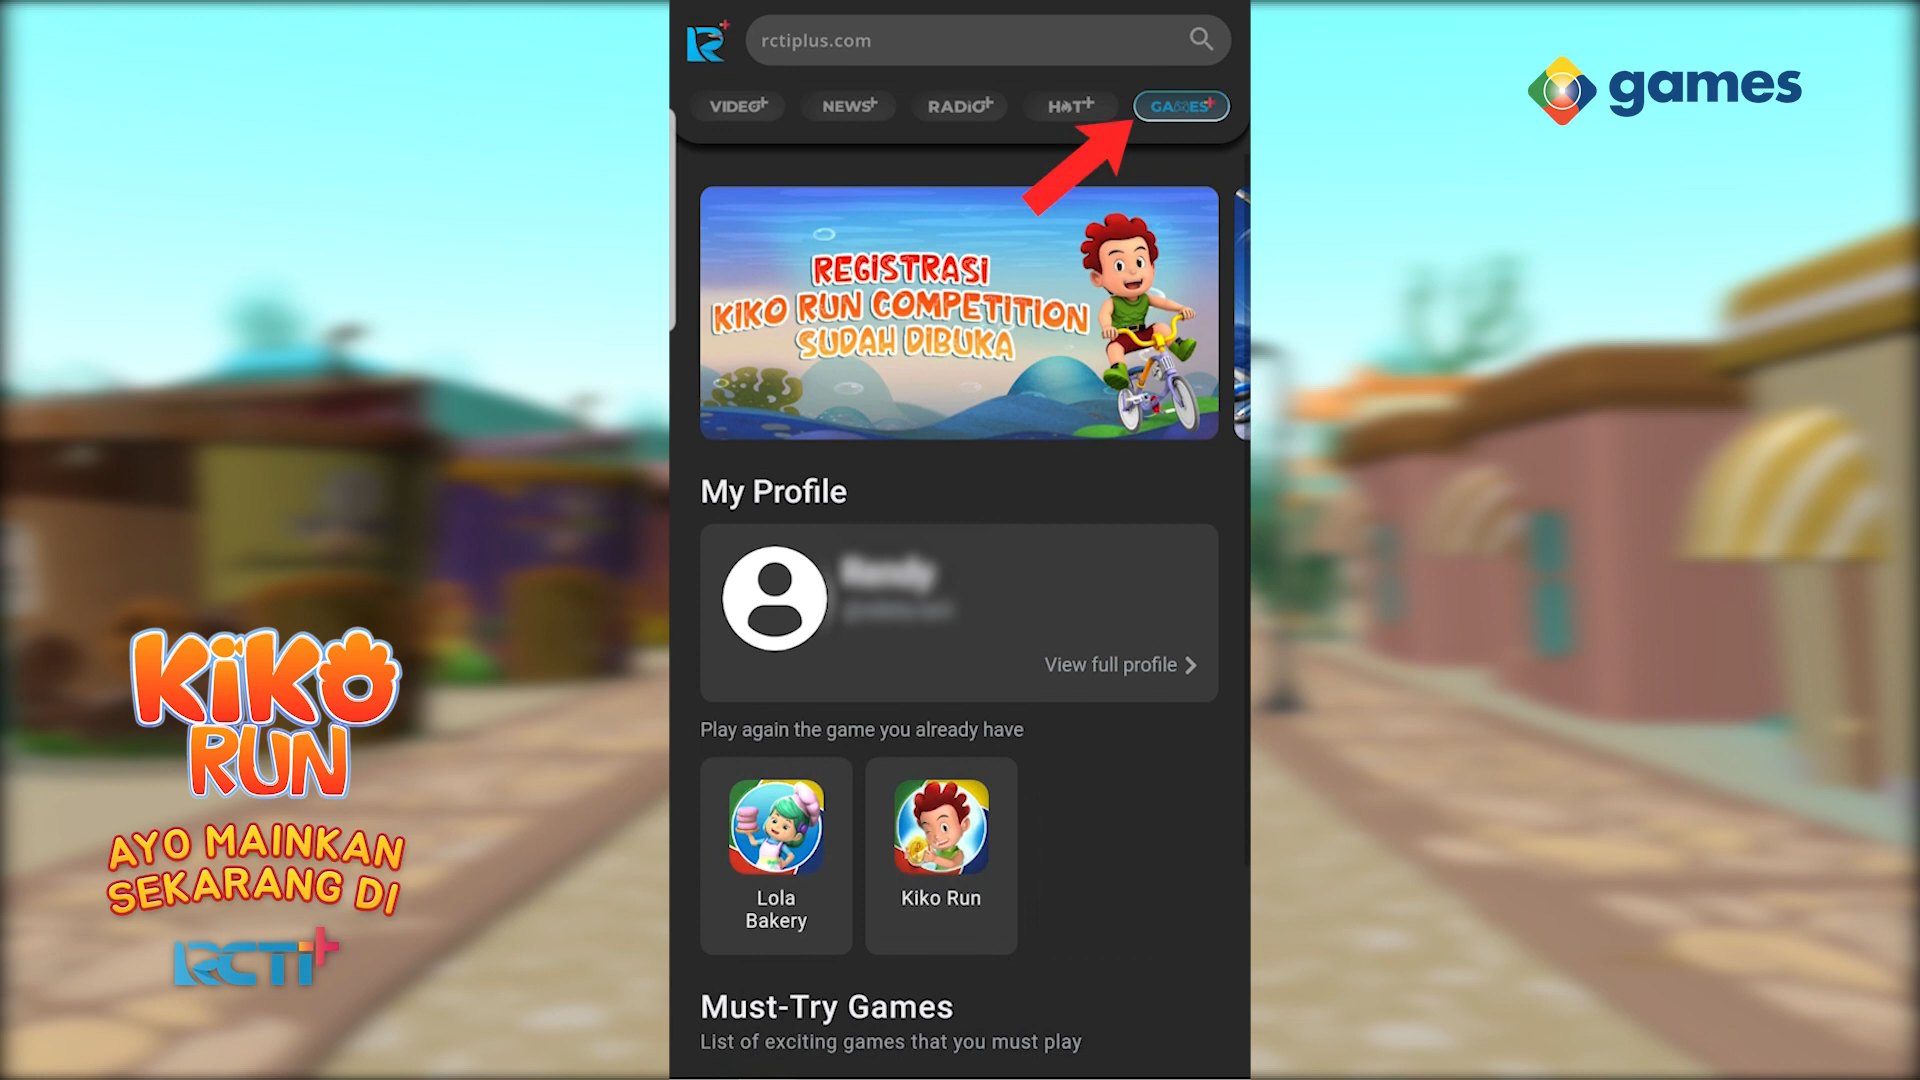 rctiplus.com
VIDEO+
NEWS+
RADIO+
HOT+
GAMES+
games
REGISTRASI
KIKO RUN COMPETITION
SUDAH DIBUKA
My Profile
View full profile
Play again the game you already have
Lola
Bakery
Kiko Run
Must-Try Games
List of exciting games that you must play
KIKO
RUN
AYO MAINKAN
SEKARANG DI
RCTI+